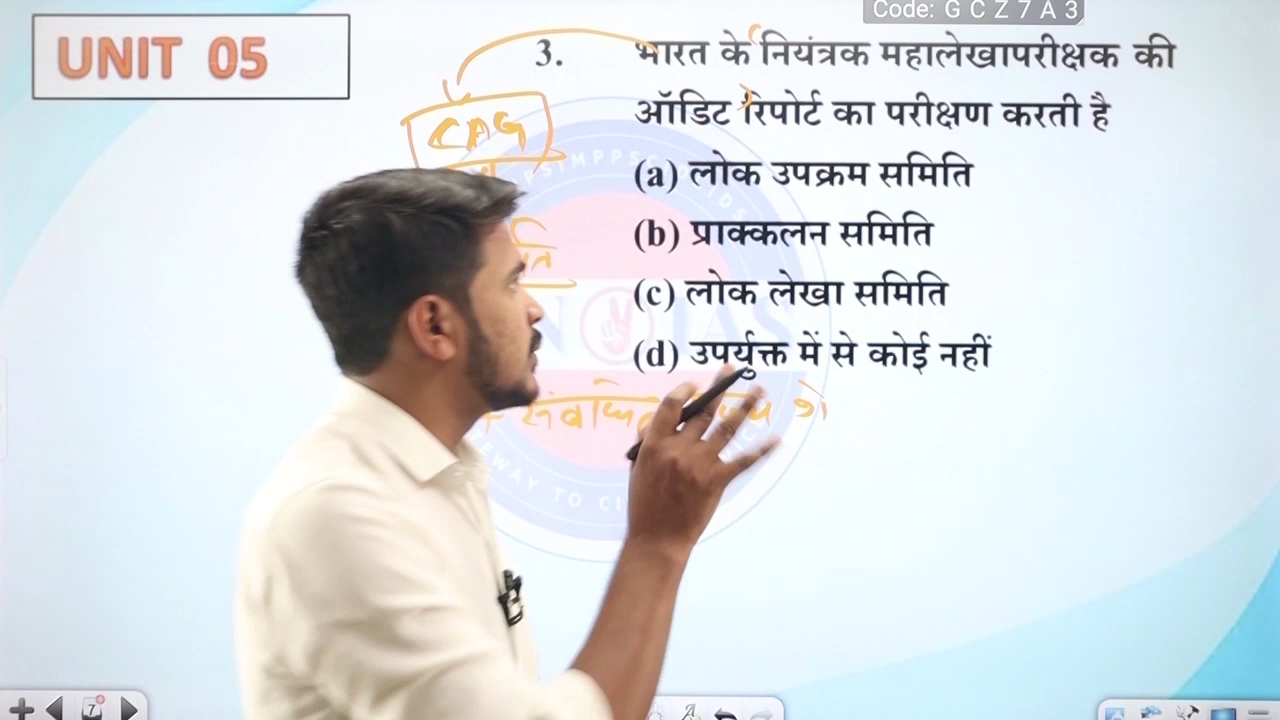 Code: G C Z 7 A 3
UNIT 05
3. भारत के नियंत्रक महालेखापरीक्षक की
ऑडिट रिपोर्ट का परीक्षण करती है
CAG
(a) लोक उपक्रम समिति
(b) प्राक्कलन समिति
(c) लोक लेखा समिति
(d) उपर्युक्त में से कोई नहीं
7